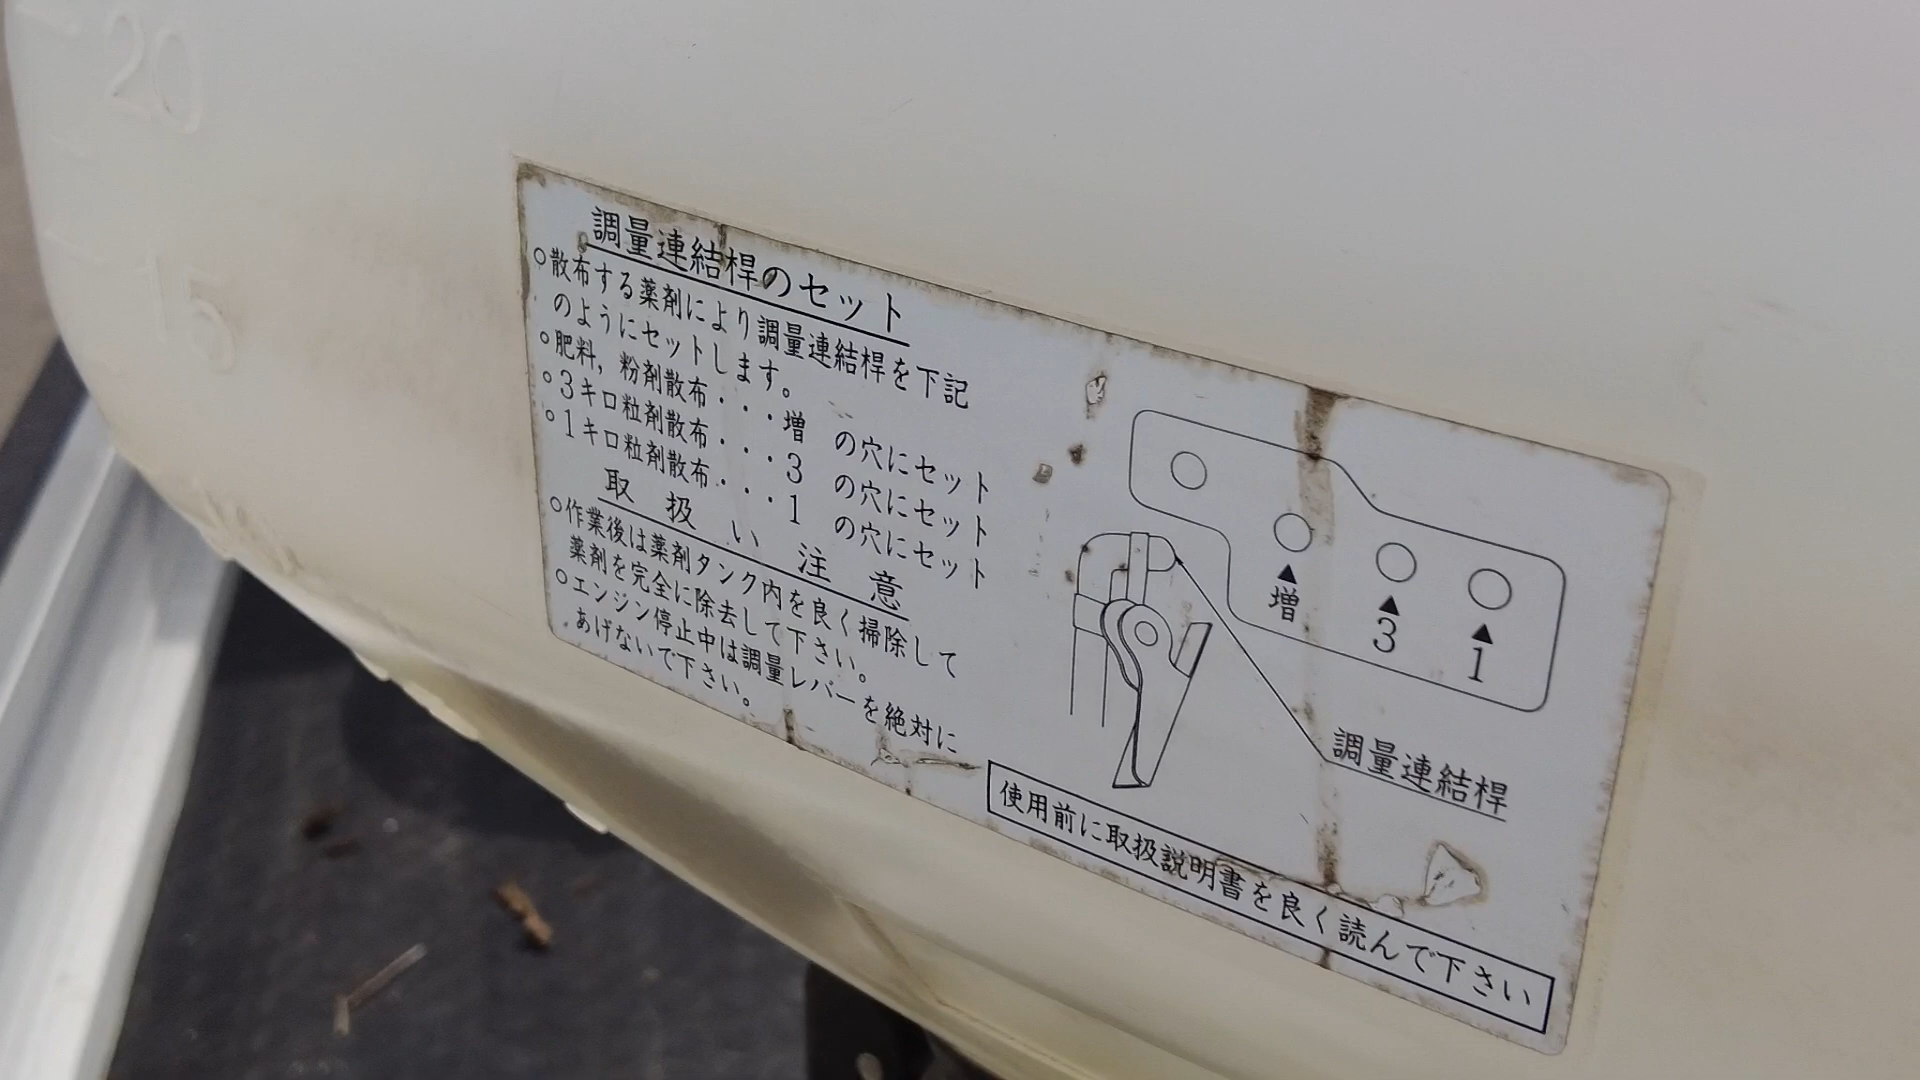 20
15
調量連結桿のセット
○散布する薬剤により調量連結桿を下記
のようにセットします。
○肥料，粉剤散布・・・増 の穴にセット
○3キロ粒剤散布・・・3 の穴にセット
○1キロ粒剤散布・・・1 の穴にセット
取扱い注意
○作業後は薬剤タンク内を良く掃除して
薬剤を完全に除去して下さい。
○エンジン停止中は調量レバーを絶対に
あげないで下さい。
▲ ▲ ▲
増 3 1
調量連結桿
使用前に取扱説明書を良く読んで下さい